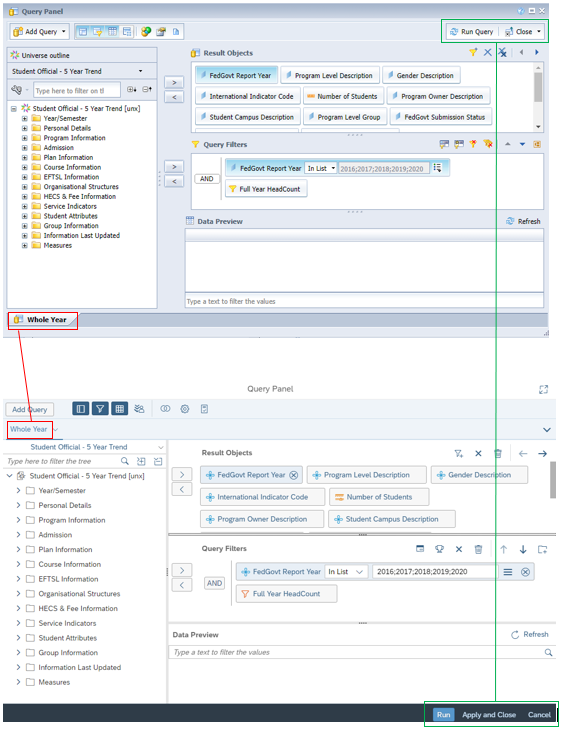 Query Panel
Add Query
Run Query
Close
Universe outline
Student Official - 5 Year Trend
Type here to filter on tl
Student Official - 5 Year Trend [unx]
Year/Semester
Personal Details
Program Information
Admission
Plan Information
Course Information
EFTSL Information
Organisational Structures
HECS & Fee Information
Service Indicators
Student Attributes
Group Information
Information Last Updated
Measures
Result Objects
FedGovt Report Year
Program Level Description
Gender Description
International Indicator Code
Number of Students
Program Owner Description
Student Campus Description
Program Level Group
FedGovt Submission Status
Query Filters
AND
FedGovt Report Year In List 2016;2017;2018;2019;2020
Full Year HeadCount
Data Preview
Refresh
Type a text to filter the values
Whole Year
Query Panel
Add Query
Whole Year
Student Official - 5 Year Trend
Type here to filter the tree
Student Official - 5 Year Trend [unx]
Year/Semester
Personal Details
Program Information
Admission
Plan Information
Course Information
EFTSL Information
Organisational Structures
HECS & Fee Information
Service Indicators
Student Attributes
Group Information
Information Last Updated
Measures
Result Objects
FedGovt Report Year
Program Level Description
Gender Description
International Indicator Code
Number of Students
Program Owner Description
Student Campus Description
Query Filters
AND
FedGovt Report Year In List 2016;2017;2018;2019;2020
Full Year HeadCount
Data Preview
Refresh
Type a text to filter the values
Run
Apply and Close
Cancel